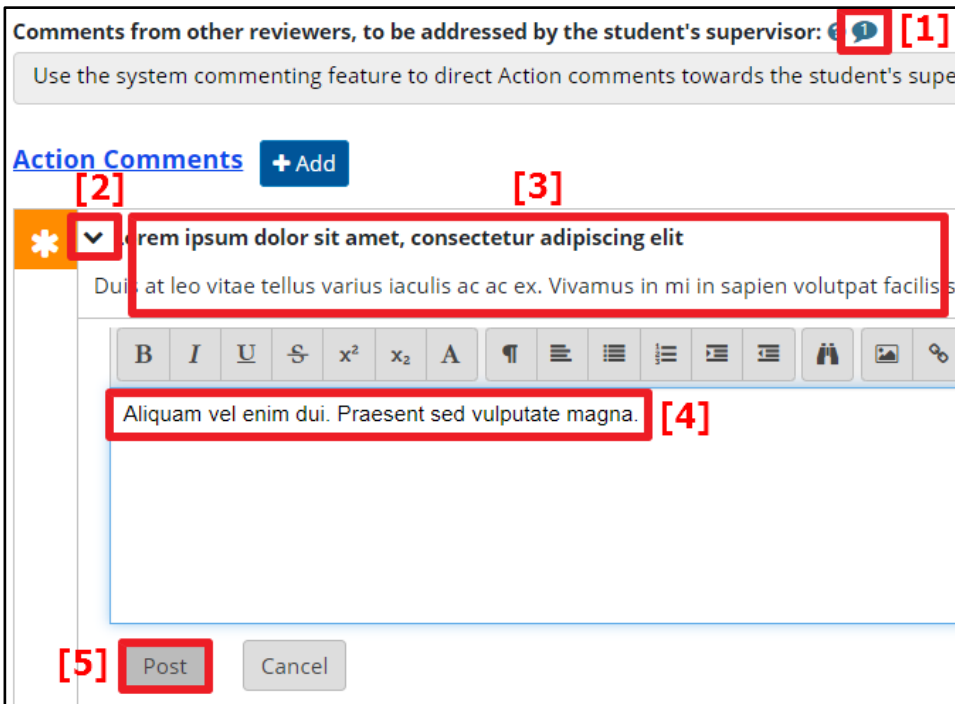 Comments from other reviewers, to be addressed by the student's supervisor: 1 [1]
Use the system commenting feature to direct Action comments towards the student's supe
Action Comments + Add
[2] [3]
orem ipsum dolor sit amet, consectetur adipiscing elit
Duis at leo vitae tellus varius iaculis ac ac ex. Vivamus in mi in sapien volutpat facilis s
B I U S x² x₂ A ¶
Aliquam vel enim dui. Praesent sed vulputate magna. [4]
[5] Post Cancel